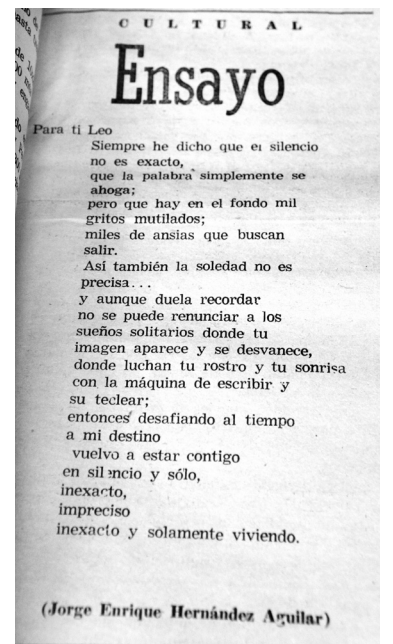 CULTURAL
Ensayo
Para ti Leo
Siempre he dicho que el silencio
no es exacto,
que la palabra simplemente se
ahoga;
pero que hay en el fondo mil
gritos mutilados;
miles de ansias que buscan
salir.
Así también la soledad no es
precisa...
y aunque duela recordar
no se puede renunciar a los
sueños solitarios donde tu
imagen aparece y se desvanece,
donde luchan tu rostro y tu sonrisa
con la máquina de escribir y
su teclear;
entonces desafiando al tiempo
a mi destino
vuelvo a estar contigo
en silencio y sólo,
inexacto,
impreciso
inexacto y solamente viviendo.
(Jorge Enrique Hernández Aguilar)